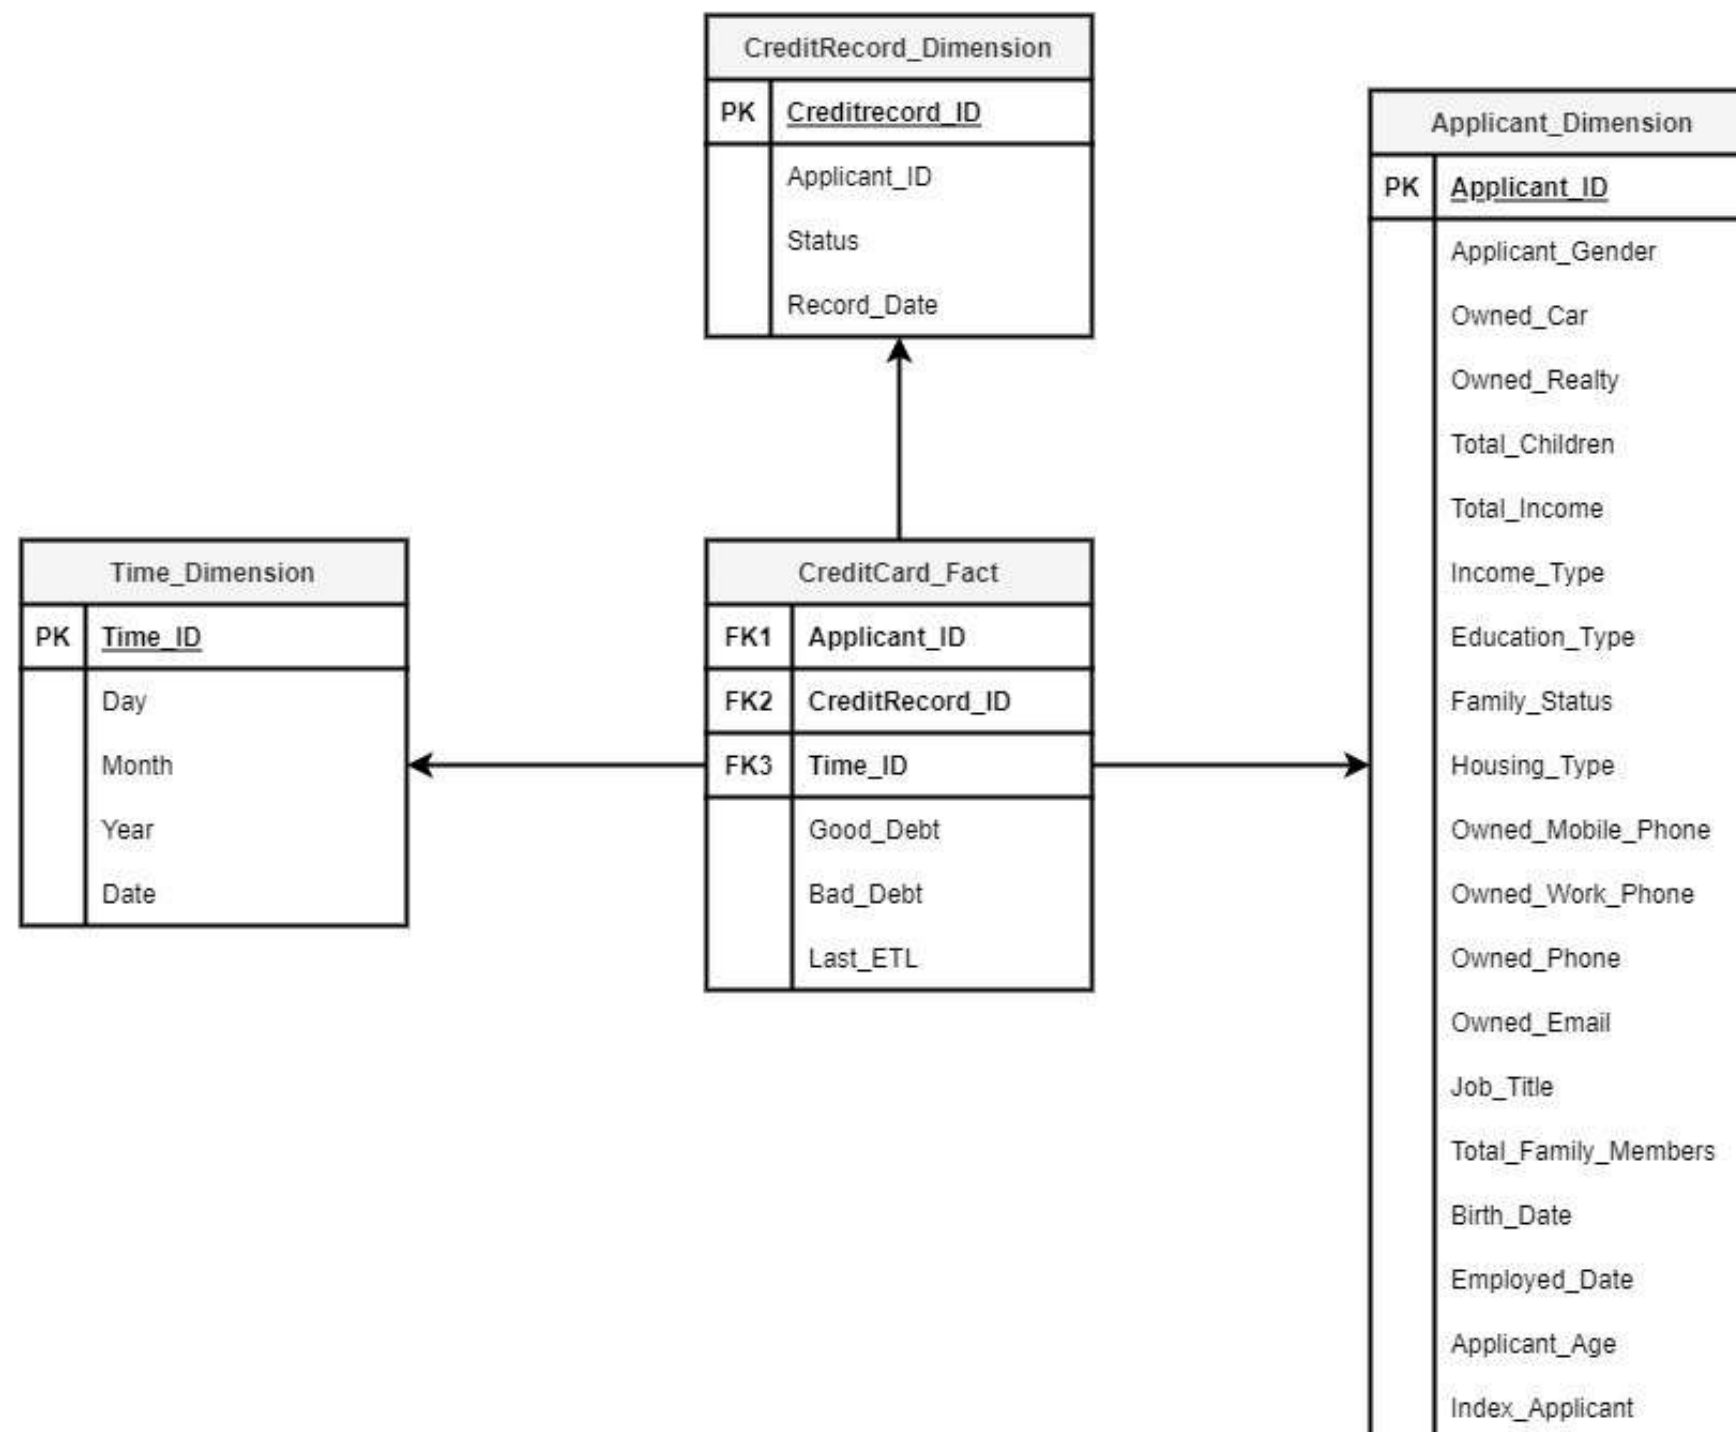 CreditRecord_Dimension
PK Creditrecord_ID
Applicant_ID
Status
Record_Date
Time_Dimension
PK Time_ID
Day
Month
Year
Date
CreditCard_Fact
FK1 Applicant_ID
FK2 CreditRecord_ID
FK3 Time_ID
Good_Debt
Bad_Debt
Last_ETL
Applicant_Dimension
PK Applicant_ID
Applicant_Gender
Owned_Car
Owned_Realty
Total_Children
Total_Income
Income_Type
Education_Type
Family_Status
Housing_Type
Owned_Mobile_Phone
Owned_Work_Phone
Owned_Phone
Owned_Email
Job_Title
Total_Family_Members
Birth_Date
Employed_Date
Applicant_Age
Index_Applicant